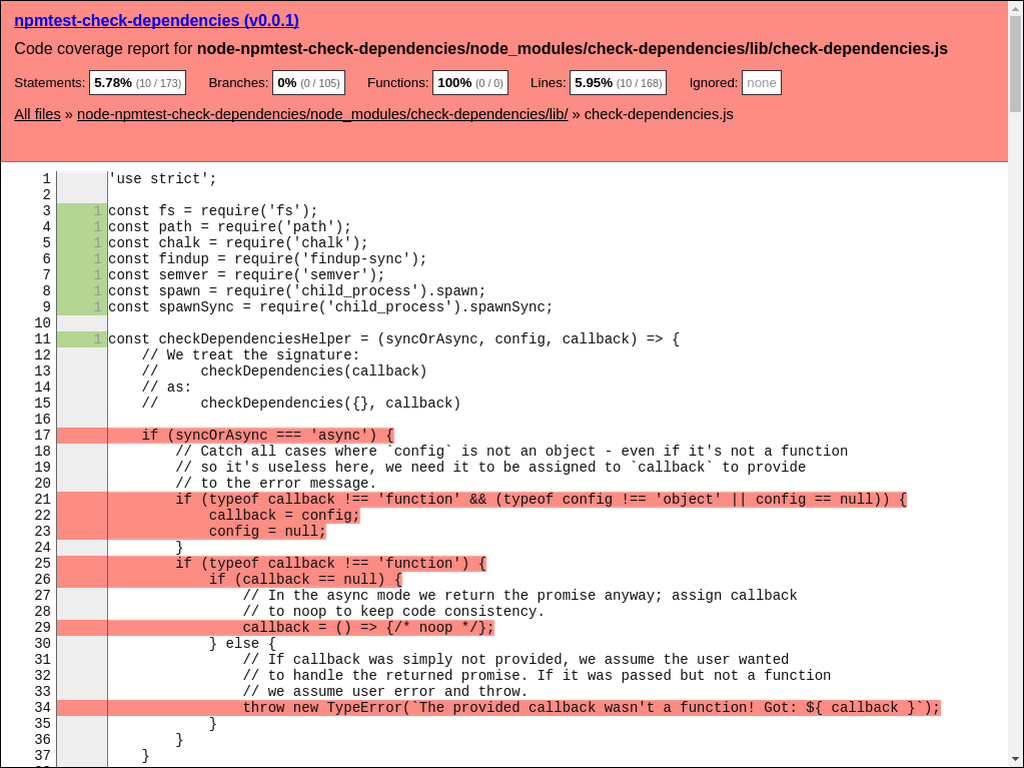 npmtest-check-dependencies (v0.0.1)
Code coverage report for node-npmtest-check-dependencies/node_modules/check-dependencies/lib/check-dependencies.js
Statements: 5.78% (10 / 173) Branches: 0% (0 / 105) Functions: 100% (0 / 0) Lines: 5.95% (10 / 168) Ignored: none
All files » node-npmtest-check-dependencies/node_modules/check-dependencies/lib/ » check-dependencies.js
1 'use strict';
2
3 1 const fs = require('fs');
4 1 const path = require('path');
5 1 const chalk = require('chalk');
6 1 const findup = require('findup-sync');
7 1 const semver = require('semver');
8 1 const spawn = require('child_process').spawn;
9 1 const spawnSync = require('child_process').spawnSync;
10
11 1 const checkDependenciesHelper = (syncOrAsync, config, callback) => {
12 // We treat the signature:
13 //     checkDependencies(callback)
14 // as:
15 //     checkDependencies({}, callback)
16
17 if (syncOrAsync === 'async') {
18 // Catch all cases where `config` is not an object - even if it's not a function
19 // so it's useless here, we need it to be assigned to `callback` to provide
20 // to the error message.
21 if (typeof callback !== 'function' && (typeof config !== 'object' || config == null)) {
22 callback = config;
23 config = null;
24 }
25 if (typeof callback !== 'function') {
26 if (callback == null) {
27 // In the async mode we return the promise anyway; assign callback
28 // to noop to keep code consistency.
29 callback = () => {/* noop */};
30 } else {
31 // If callback was simply not provided, we assume the user wanted
32 // to handle the returned promise. If it was passed but not a function
33 // we assume user error and throw.
34 throw new TypeError(`The provided callback wasn't a function! Got: ${ callback }`);
35 }
36 }
37 }